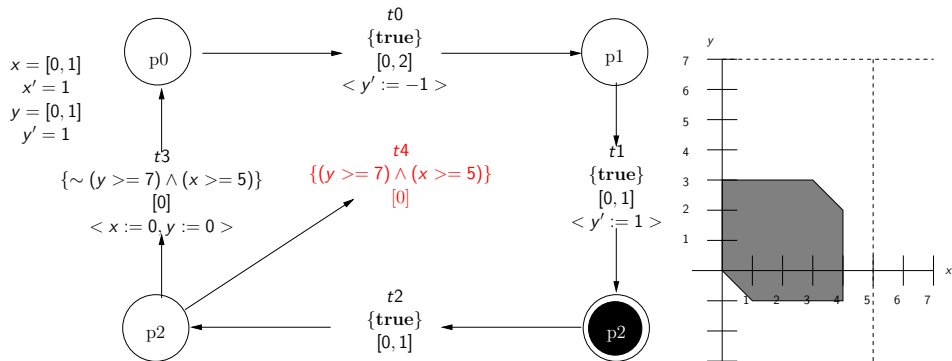 x = [0, 1]
x′ = 1
y = [0, 1]
y′ = 1
p0
t0
{true}
[0, 2]
< y′ := −1 >
p1
t3
{∼ (y >= 7) ∧ (x >= 5)}
[0]
< x := 0, y := 0 >
t4
{(y >= 7) ∧ (x >= 5)}
[0]
t1
{true}
[0, 1]
< y′ := 1 >
p2
t2
{true}
[0, 1]
p2
y
7
6
5
4
3
2
1
1 2 3 4 5 6 7
x